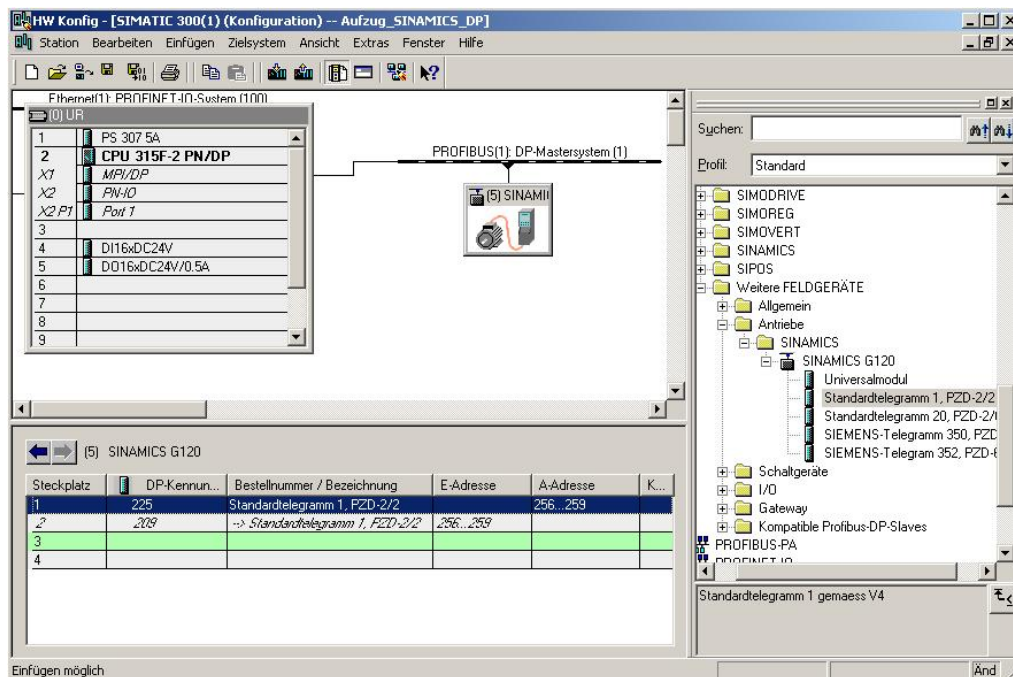 HW Konfig - [SIMATIC 300(1) (Konfiguration) -- Aufzug_SINAMICS_DP]
Station Bearbeiten Einfügen Zielsystem Ansicht Extras Fenster Hilfe
Ethernet(1): PROFINET-IO-System (100)
(0) UR
1 PS 307 5A
2 CPU 315F-2 PN/DP
X1 MPI/DP
X2 PN-IO
X2 P1 Port 1
3
4 DI16xDC24V
5 DO16xDC24V/0.5A
6
7
8
9
PROFIBUS(1): DP-Mastersystem (1)
(5) SINAMI
Suchen:
Profil: Standard
SIMODRIVE
SIMOREG
SIMOVERT
SINAMICS
SIPOS
Weitere FELDGERÄTE
Allgemein
Antriebe
SINAMICS
SINAMICS G120
Universalmodul
Standardtelegramm 1, PZD-2/2
Standardtelegramm 20, PZD-2/
SIEMENS-Telegramm 350, PZD
SIEMENS-Telegram 352, PZD-6
Schaltgeräte
I/O
Gateway
Kompatible Profibus-DP-Slaves
PROFIBUS-PA
PROFINET-IO
Standardtelegramm 1 gemaess V4
(5) SINAMICS G120
Steckplatz DP-Kennun... Bestellnummer / Bezeichnung E-Adresse A-Adresse K...
1 225 Standardtelegramm 1, PZD-2/2 256...259
2 209 --> Standardtelegramm 1, PZD-2/2 256...259
3
4
Einfügen möglich
Änd